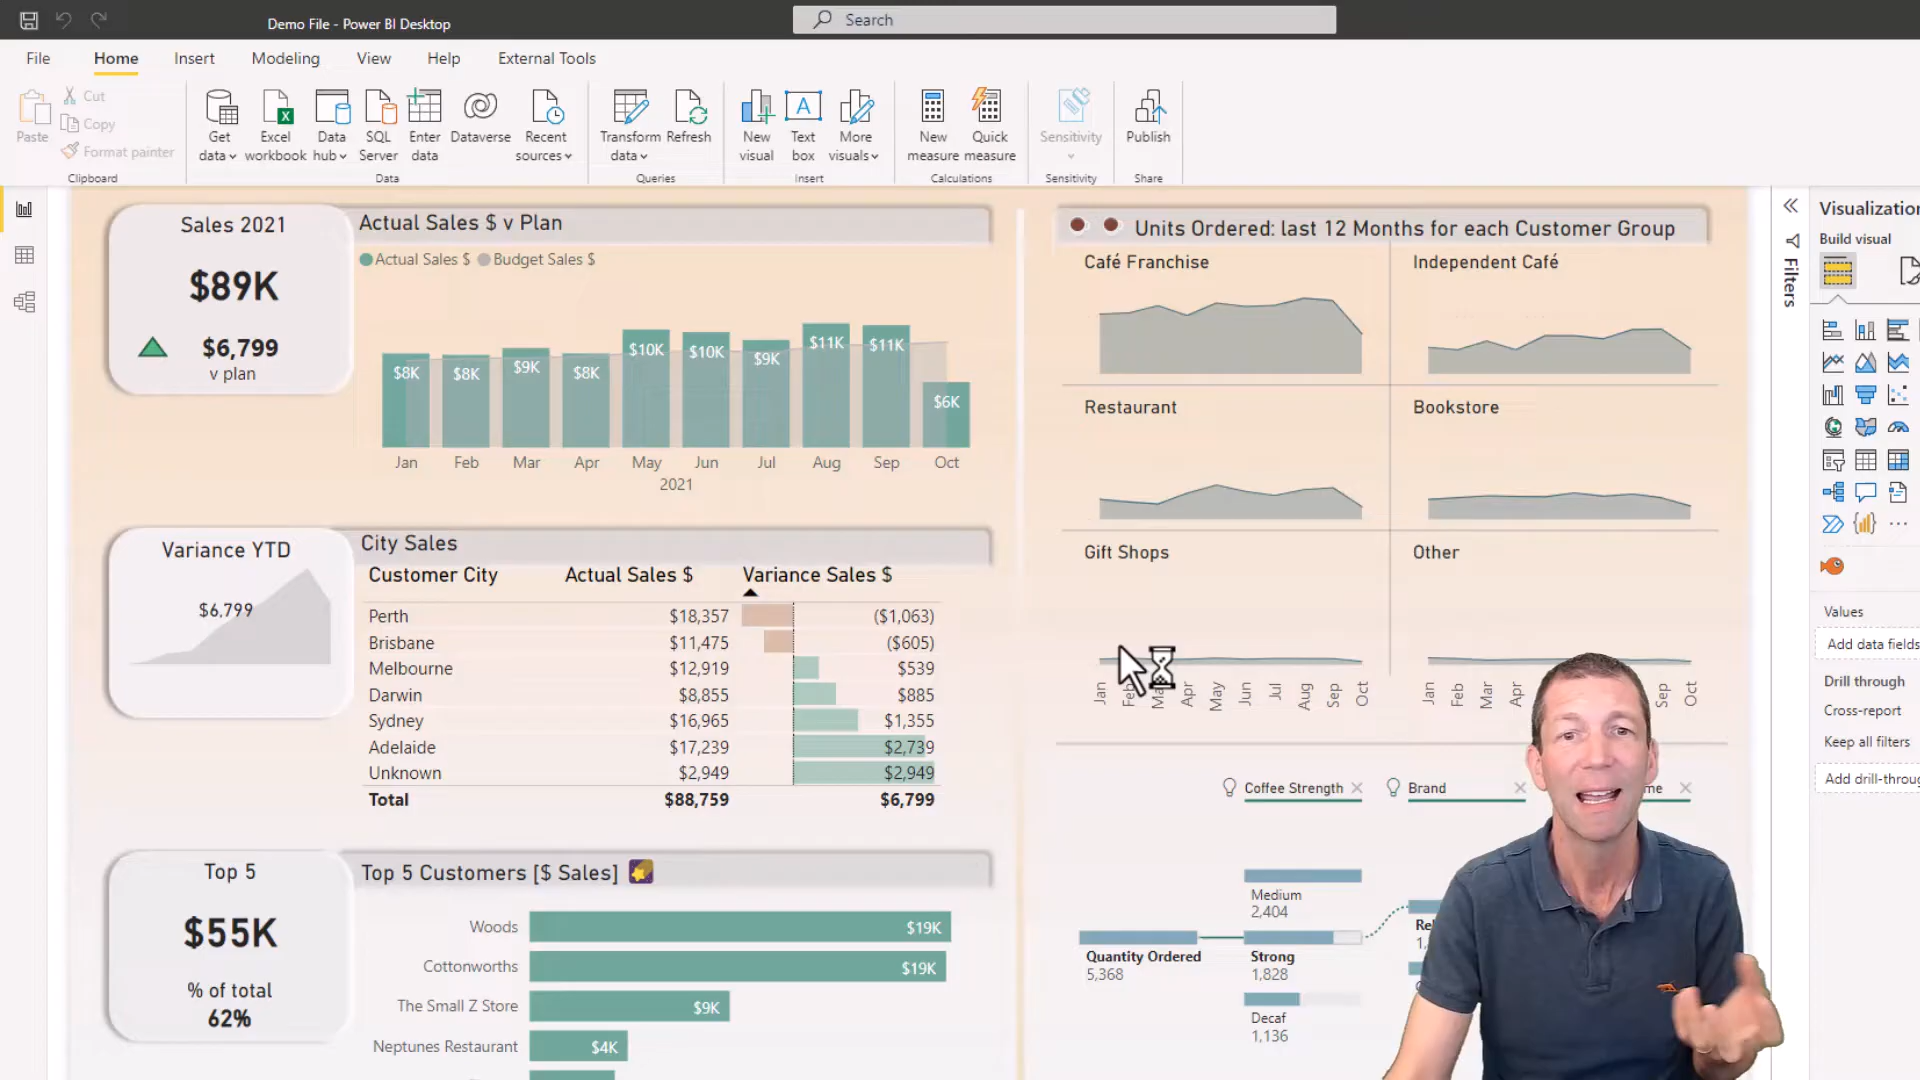 Demo File - Power BI Desktop
Search
File Home Insert Modeling View Help External Tools
Paste
Cut
Copy
Format painter
Get data
Excel workbook
Data hub
SQL Server
Enter data
Dataverse
Recent sources
Transform data
Refresh
New visual
Text box
More visuals
New measure
Quick measure
Sensitivity
Publish
Clipboard Data Queries Insert Calculations Sensitivity Share
Sales 2021
$89K
$6,799
v plan
Actual Sales $ v Plan
Actual Sales $ Budget Sales $
$8K $8K $9K $8K $10K $10K $9K $11K $11K $6K
Jan Feb Mar Apr May Jun Jul Aug Sep Oct
2021
Variance YTD
$6,799
City Sales
Customer City Actual Sales $ Variance Sales $
Perth $18,357 ($1,063)
Brisbane $11,475 ($605)
Melbourne $12,919 $539
Darwin $8,855 $885
Sydney $16,965 $1,355
Adelaide $17,239 $2,739
Unknown $2,949 $2,949
Total $88,759 $6,799
Top 5
$55K
% of total
62%
Top 5 Customers [$ Sales]
Woods $19K
Cottonworths $19K
The Small Z Store $9K
Neptunes Restaurant $4K
Units Ordered: last 12 Months for each Customer Group
Café Franchise Independent Café
Restaurant Bookstore
Gift Shops Other
Jan Feb Mar Apr May Jun Jul Aug Sep Oct
Jan Feb Mar Apr Sep Oct
Coffee Strength Brand me
Medium
2,404
Quantity Ordered
5,368
Strong
1,828
Decaf
1,136
Filters
Visualization
Build visual
Values
Add data fields
Drill through
Cross-report
Keep all filters
Add drill-throug